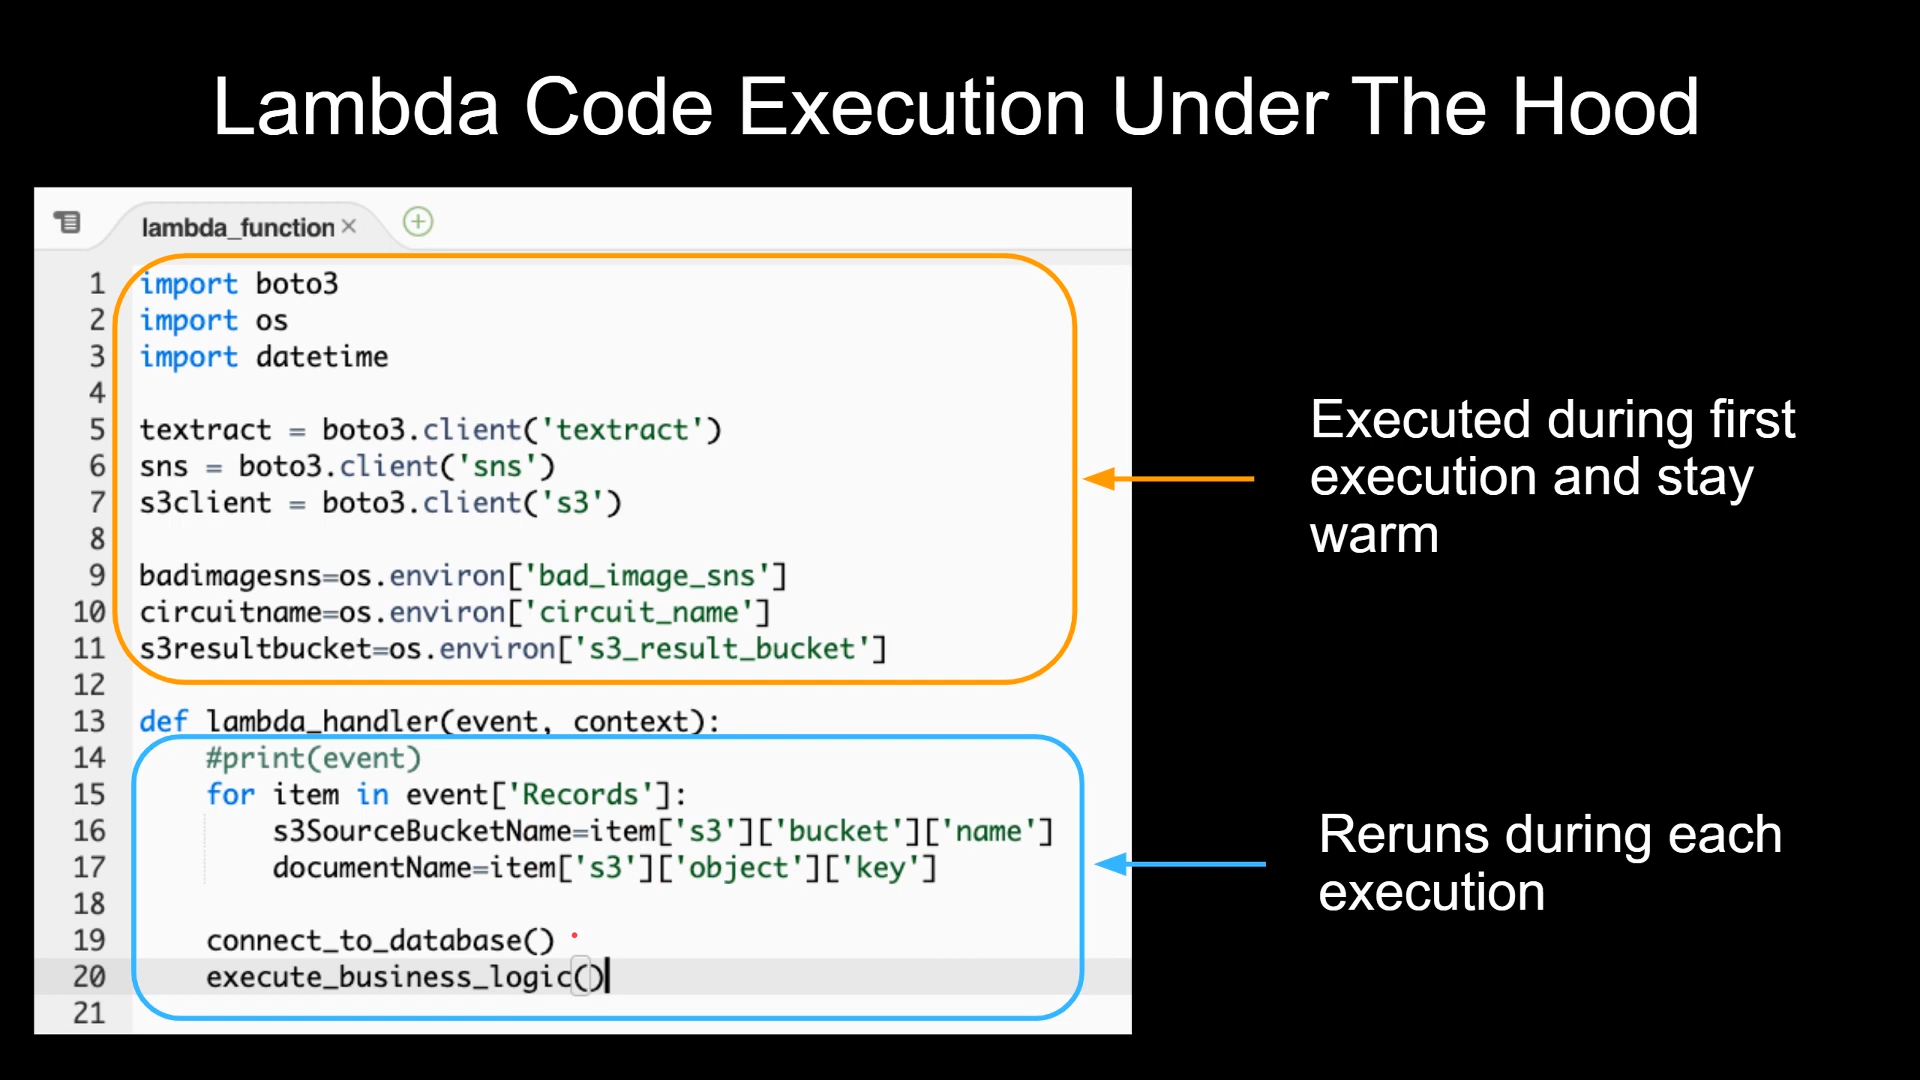 Lambda Code Execution Under The Hood
lambda_function ×
1 import boto3
2 import os
3 import datetime
4
5 textract = boto3.client('textract')
6 sns = boto3.client('sns')
7 s3client = boto3.client('s3')
8
9 badimagesns=os.environ['bad_image_sns']
10 circuitname=os.environ['circuit_name']
11 s3resultbucket=os.environ['s3_result_bucket']
12
13 def lambda_handler(event, context):
14     #print(event)
15     for item in event['Records']:
16         s3SourceBucketName=item['s3']['bucket']['name']
17         documentName=item['s3']['object']['key']
18
19     connect_to_database()
20     execute_business_logic()
21
Executed during first
execution and stay
warm
Reruns during each
execution